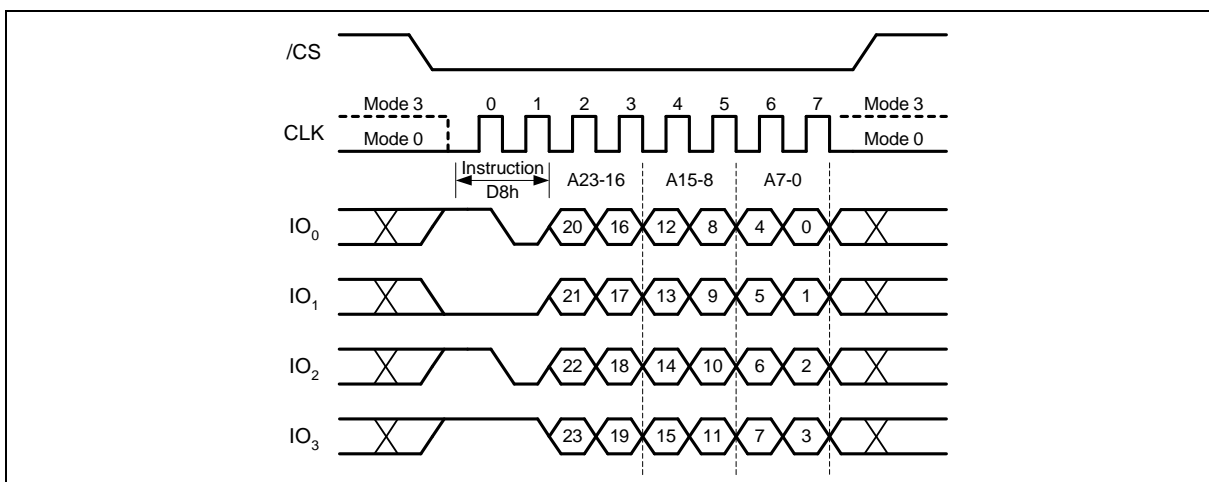 /CS
Mode 3 0 1 2 3 4 5 6 7 Mode 3
CLK
Mode 0 Mode 0
Instruction
D8h
A23-16 A15-8 A7-0
IO0 20 16 12 8 4 0
IO1 21 17 13 9 5 1
IO2 22 18 14 10 6 2
IO3 23 19 15 11 7 3